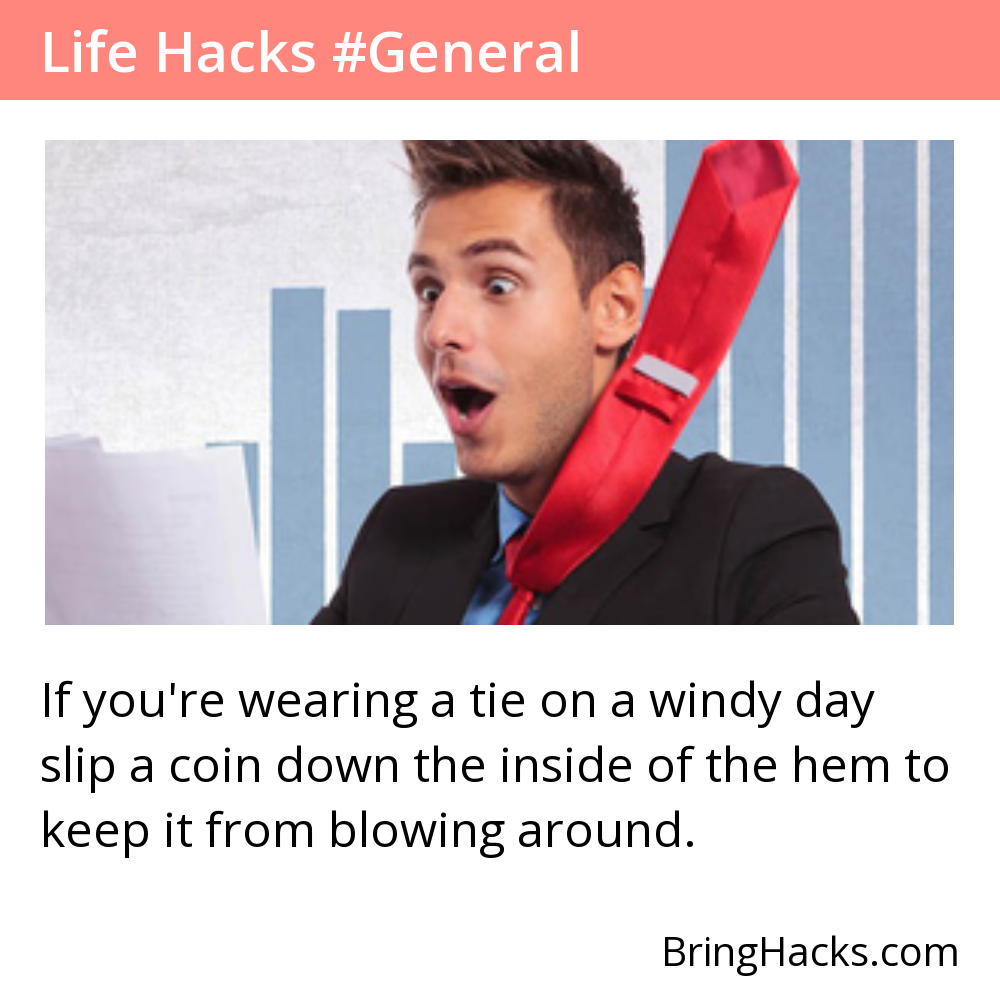 Life Hacks #General
If you're wearing a tie on a windy day
slip a coin down the inside of the hem to
keep it from blowing around.
BringHacks.com